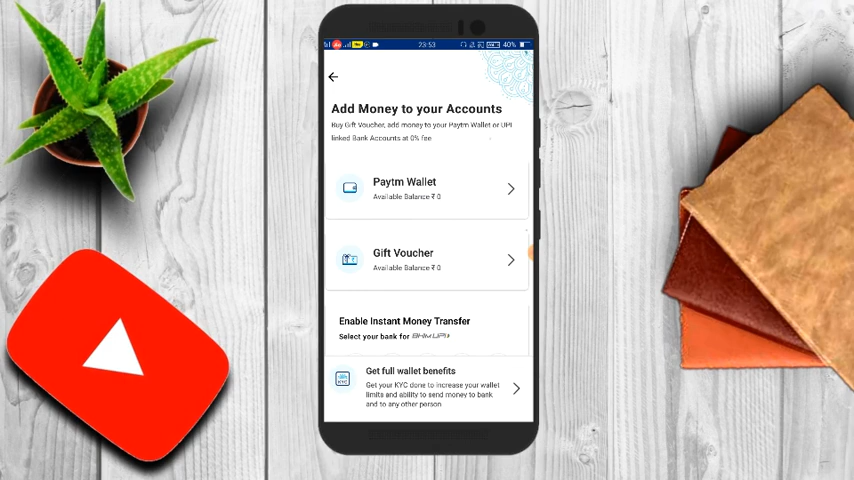 23:53
40%
Add Money to your Accounts
Buy Gift Voucher, add money to your Paytm Wallet or UPI
linked Bank Accounts at 0% fee
Paytm Wallet
Available Balance ₹ 0
Gift Voucher
Available Balance ₹ 0
Enable Instant Money Transfer
Select your bank for BHIM UPI
Get full wallet benefits
KYC
Get your KYC done to increase your wallet
limits and ability to send money to bank
and to any other person